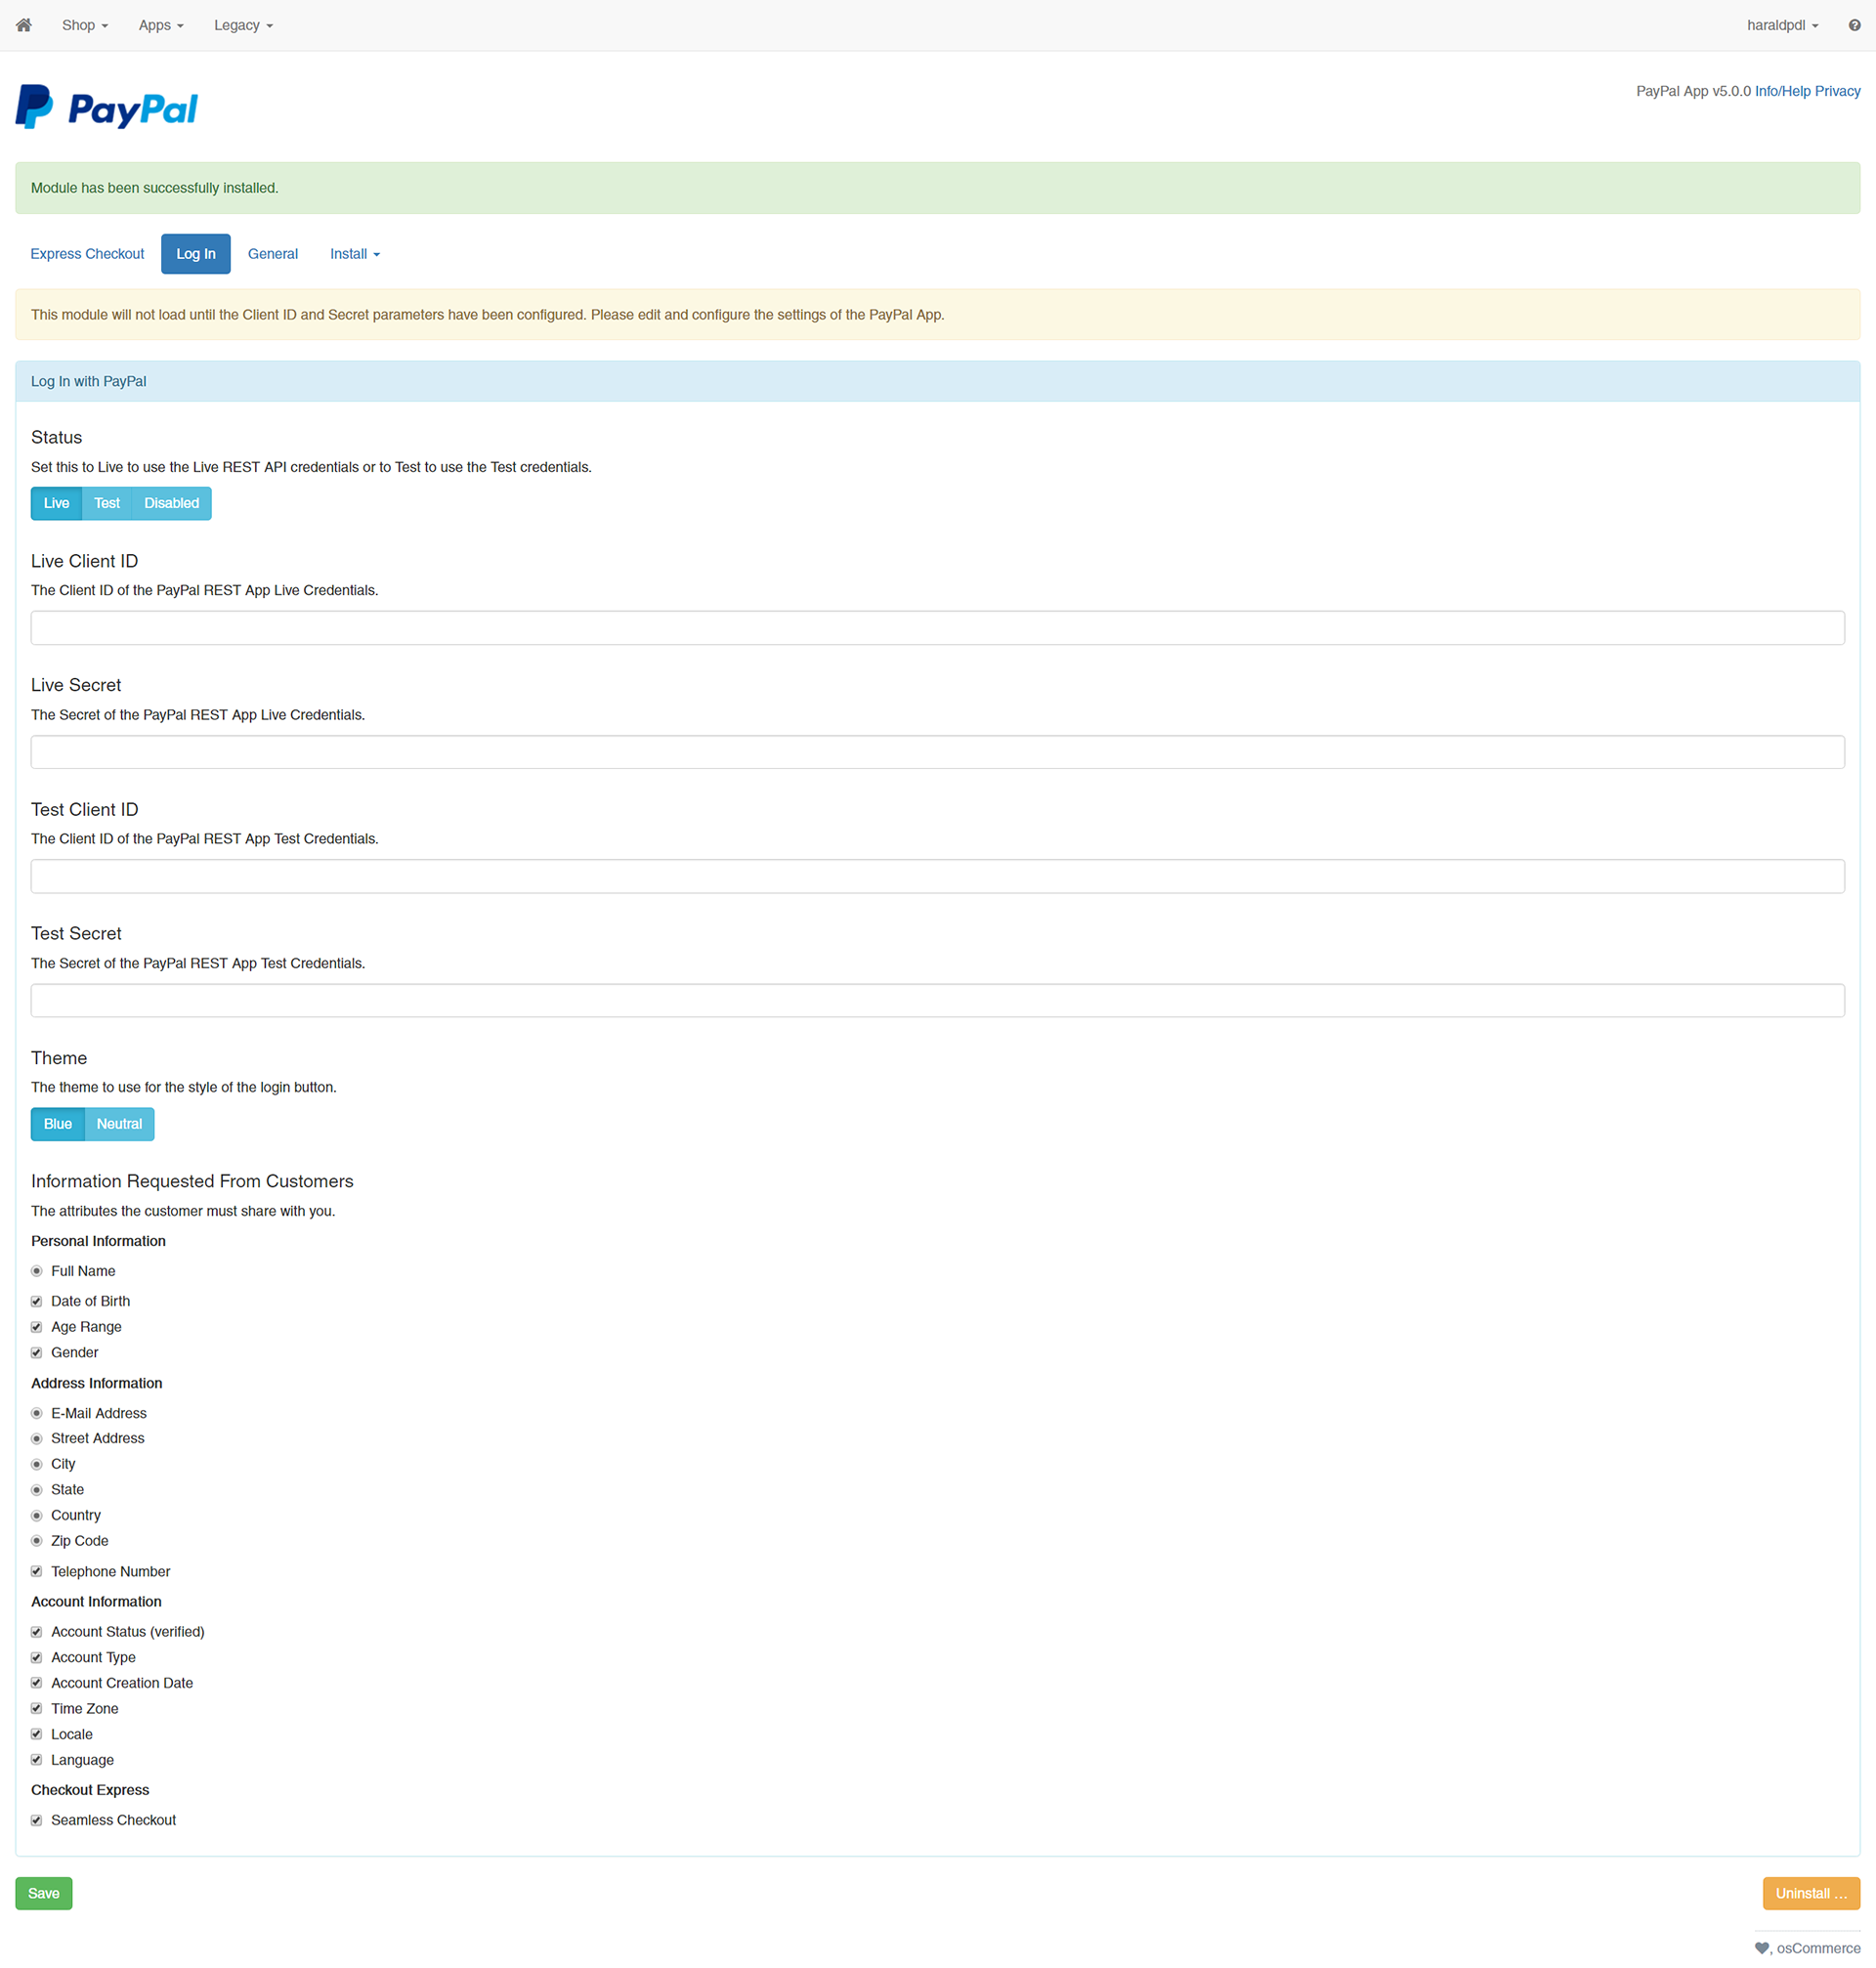 Shop Apps Legacy haraldpdl
PayPal
PayPal App v5.0.0 Info/Help Privacy
Module has been successfully installed.
Express Checkout Log In General Install
This module will not load until the Client ID and Secret parameters have been configured. Please edit and configure the settings of the PayPal App.
Log In with PayPal
Status
Set this to Live to use the Live REST API credentials or to Test to use the Test credentials.
Live Test Disabled
Live Client ID
The Client ID of the PayPal REST App Live Credentials.
Live Secret
The Secret of the PayPal REST App Live Credentials.
Test Client ID
The Client ID of the PayPal REST App Test Credentials.
Test Secret
The Secret of the PayPal REST App Test Credentials.
Theme
The theme to use for the style of the login button.
Blue Neutral
Information Requested From Customers
The attributes the customer must share with you.
Personal Information
Full Name
Date of Birth
Age Range
Gender
Address Information
E-Mail Address
Street Address
City
State
Country
Zip Code
Telephone Number
Account Information
Account Status (verified)
Account Type
Account Creation Date
Time Zone
Locale
Language
Checkout Express
Seamless Checkout
Save Uninstall ...
, osCommerce